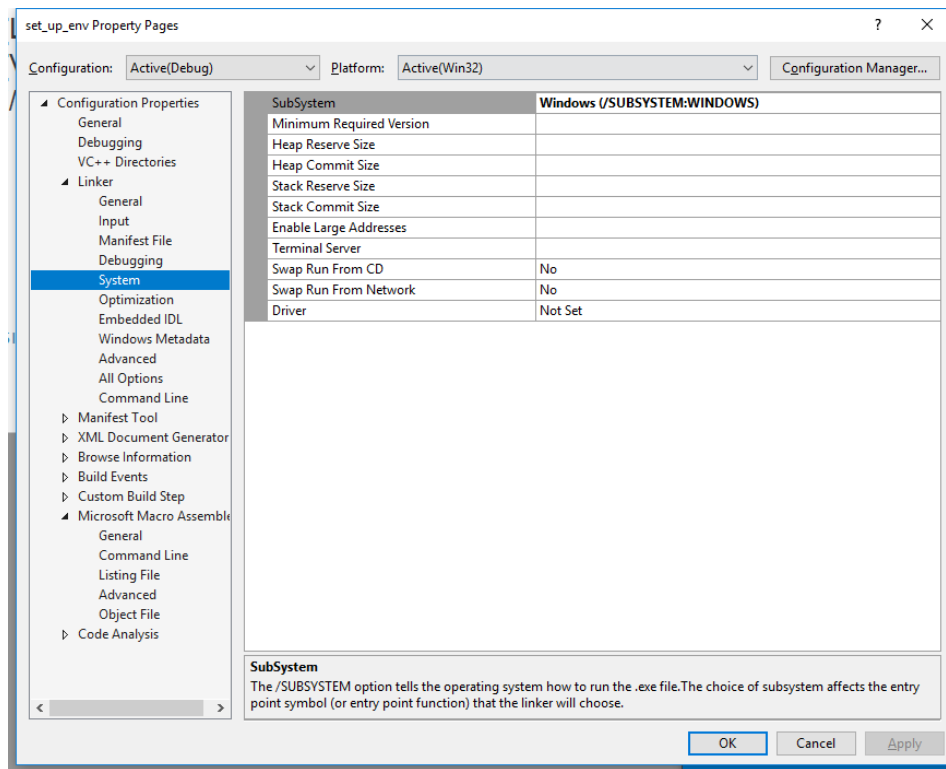 set_up_env Property Pages ? ×
Configuration: Active(Debug) Platform: Active(Win32) Configuration Manager...
Configuration Properties
General
Debugging
VC++ Directories
Linker
General
Input
Manifest File
Debugging
System
Optimization
Embedded IDL
Windows Metadata
Advanced
All Options
Command Line
Manifest Tool
XML Document Generator
Browse Information
Build Events
Custom Build Step
Microsoft Macro Assemble
General
Command Line
Listing File
Advanced
Object File
Code Analysis
SubSystem Windows (/SUBSYSTEM:WINDOWS)
Minimum Required Version
Heap Reserve Size
Heap Commit Size
Stack Reserve Size
Stack Commit Size
Enable Large Addresses
Terminal Server
Swap Run From CD No
Swap Run From Network No
Driver Not Set
SubSystem
The /SUBSYSTEM option tells the operating system how to run the .exe file.The choice of subsystem affects the entry
point symbol (or entry point function) that the linker will choose.
OK Cancel Apply